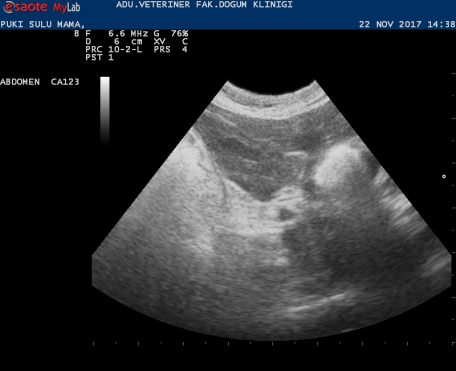 esaote MyLab
ADU.VETERINER FAK.DOGUM KLINIGI
PUKI SULU MAMA, 22 NOV 2017 14:38
B F 6.6 MHz G 76%
D 6 cm XV C
PRC 10-2-L PRS 4
PST 1
ABDOMEN CA123